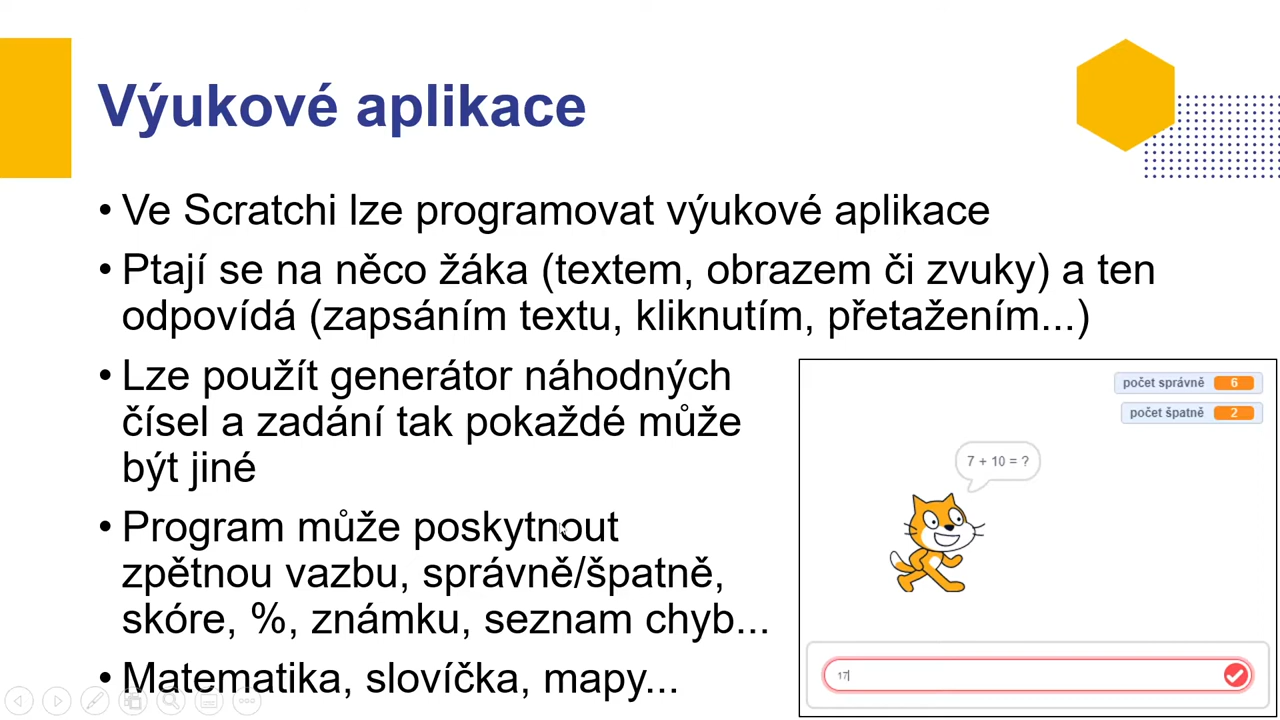 Výukové aplikace
• Ve Scratchi lze programovat výukové aplikace
• Ptají se na něco žáka (textem, obrazem či zvuky) a ten
odpovídá (zapsáním textu, kliknutím, přetažením...)
• Lze použít generátor náhodných
čísel a zadání tak pokaždé může
být jiné
• Program může poskytnout
zpětnou vazbu, správně/špatně,
skóre, %, známku, seznam chyb...
• Matematika, slovíčka, mapy...
počet správně 6
počet špatně 2
7 + 10 = ?
17